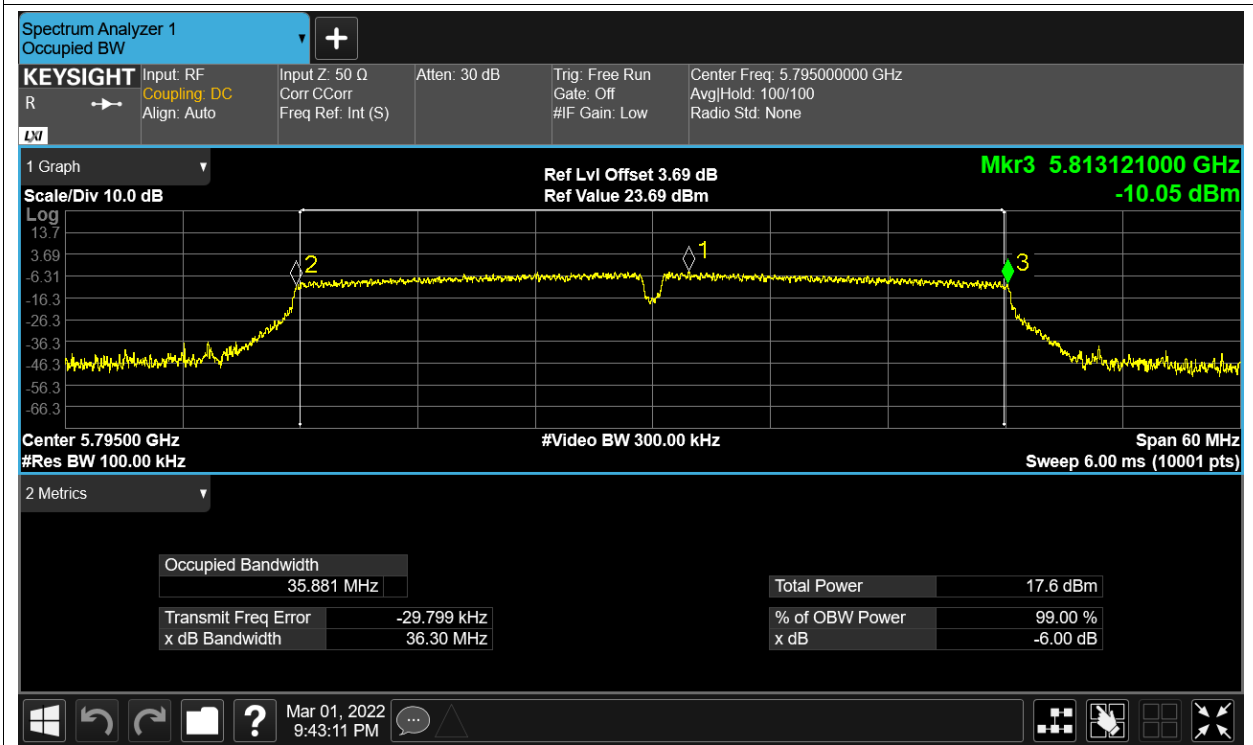 Spectrum Analyzer 1
Occupied BW
KEYSIGHT
R
LXI
Input: RF
Coupling: DC
Align: Auto
Input Z: 50 Ω
Corr CCorr
Freq Ref: Int (S)
Atten: 30 dB
Trig: Free Run
Gate: Off
#IF Gain: Low
Center Freq: 5.795000000 GHz
Avg|Hold: 100/100
Radio Std: None
1 Graph
Scale/Div 10.0 dB
Ref Lvl Offset 3.69 dB
Ref Value 23.69 dBm
Mkr3 5.813121000 GHz
-10.05 dBm
Log
13.7
3.69
-6.31
-16.3
-26.3
-36.3
-46.3
-56.3
-66.3
2
1
3
Center 5.79500 GHz
#Res BW 100.00 kHz
#Video BW 300.00 kHz
Span 60 MHz
Sweep 6.00 ms (10001 pts)
2 Metrics
Occupied Bandwidth
35.881 MHz
Transmit Freq Error -29.799 kHz
x dB Bandwidth 36.30 MHz
Total Power 17.6 dBm
% of OBW Power 99.00 %
x dB -6.00 dB
?
Mar 01, 2022
9:43:11 PM